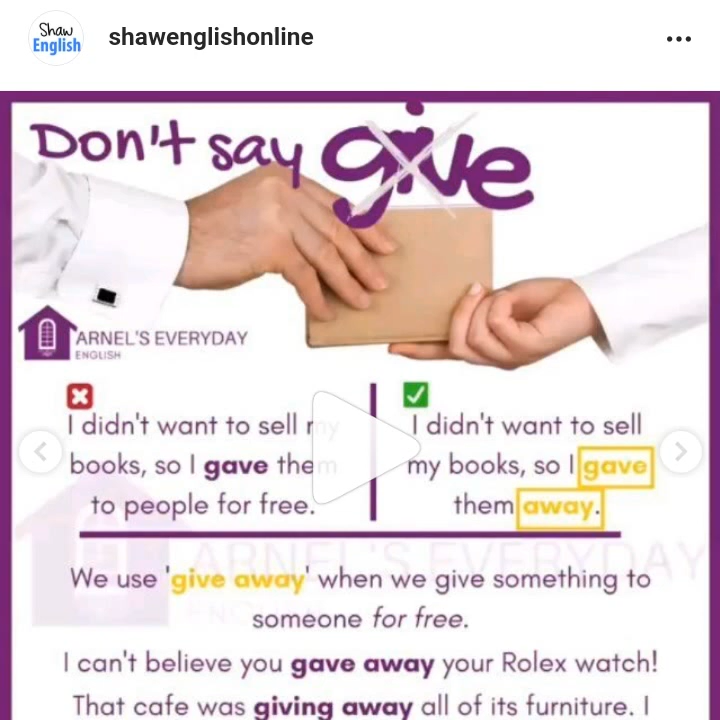 Shaw
English
shawenglishonline
Don't say give
ARNEL'S EVERYDAY
ENGLISH
I didn't want to sell my
books, so I gave them
to people for free.
I didn't want to sell
my books, so I gave
them away.
ARNEL'S EVERYDAY
ENGLISH
We use 'give away' when we give something to
someone for free.
I can't believe you gave away your Rolex watch!
That cafe was giving away all of its furniture. I